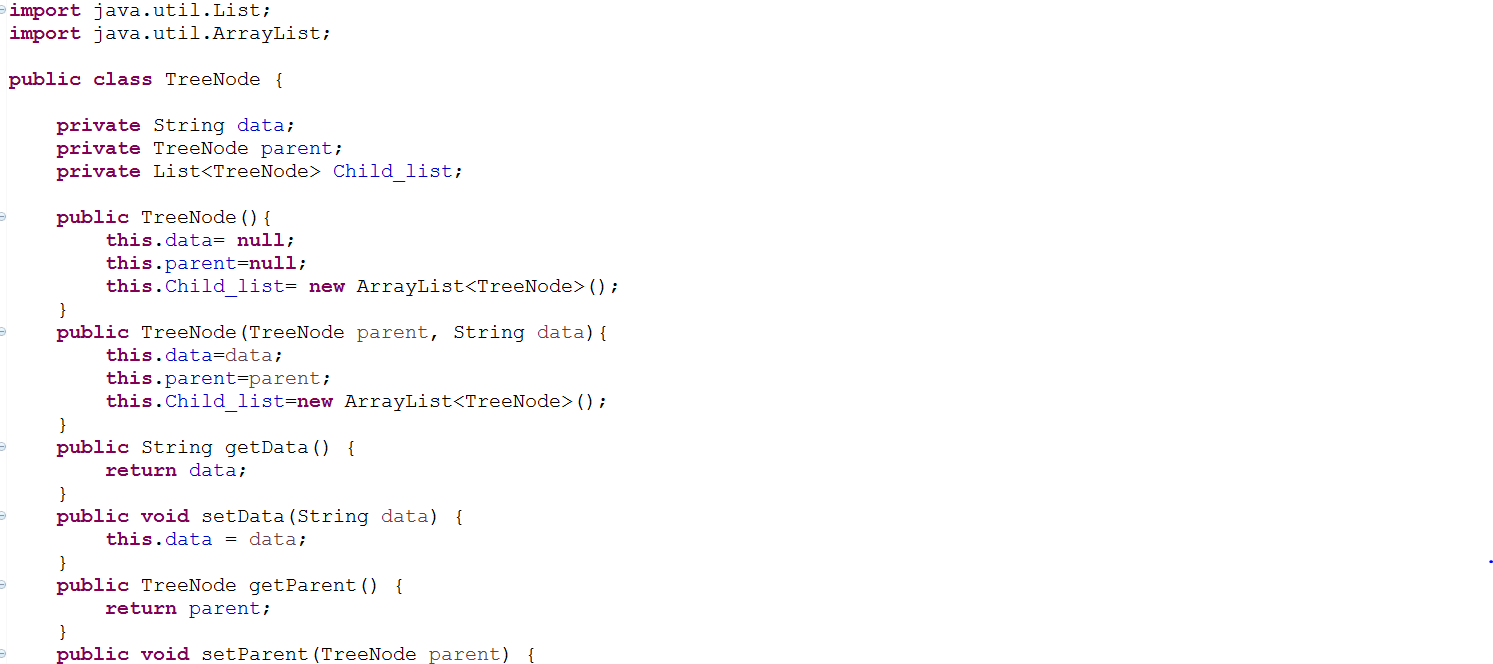 import java.util.List;
import java.util.ArrayList;
public class TreeNode {
private String data;
private TreeNode parent;
private List<TreeNode> Child_list;
public TreeNode(){
this.data= null;
this.parent=null;
this.Child_list= new ArrayList<TreeNode>();
}
public TreeNode(TreeNode parent, String data){
this.data=data;
this.parent=parent;
this.Child_list=new ArrayList<TreeNode>();
}
public String getData() {
return data;
}
public void setData(String data) {
this.data = data;
}
public TreeNode getParent() {
return parent;
}
public void setParent(TreeNode parent) {